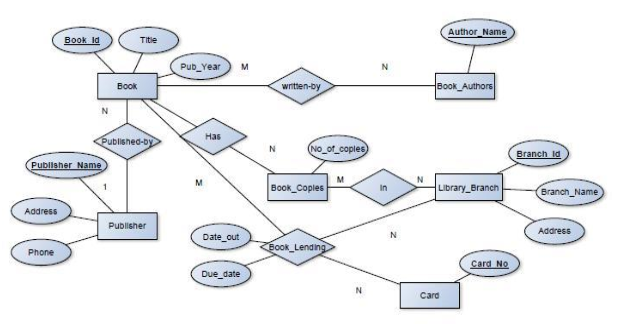 Book_Id
Title
Author_Name
Pub_Year
M
N
Book
written-by
Book_Authors
N
Has
Published-by
N
No_of_copies
Branch_Id
Publisher_Name
M
Book_Copies
M
in
N
Library_Branch
Branch_Name
1
Address
Publisher
Date_out
Book_Lending
N
Address
Phone
Due_date
Card_No
N
Card